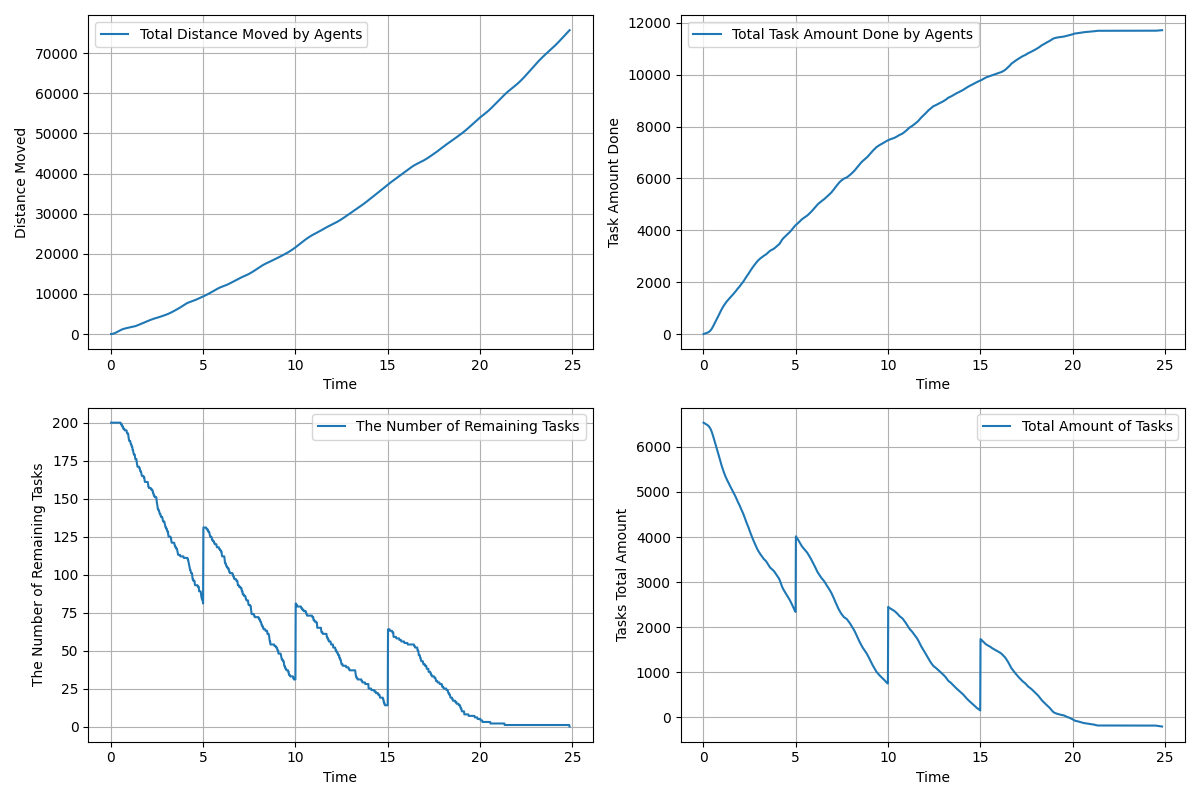 Total Distance Moved by Agents
Distance Moved
70000
60000
50000
40000
30000
20000
10000
0
0 5 10 15 20 25
Time
Total Task Amount Done by Agents
Task Amount Done
12000
10000
8000
6000
4000
2000
0
0 5 10 15 20 25
Time
The Number of Remaining Tasks
The Number of Remaining Tasks
200
175
150
125
100
75
50
25
0
0 5 10 15 20 25
Time
Total Amount of Tasks
Tasks Total Amount
6000
5000
4000
3000
2000
1000
0
0 5 10 15 20 25
Time